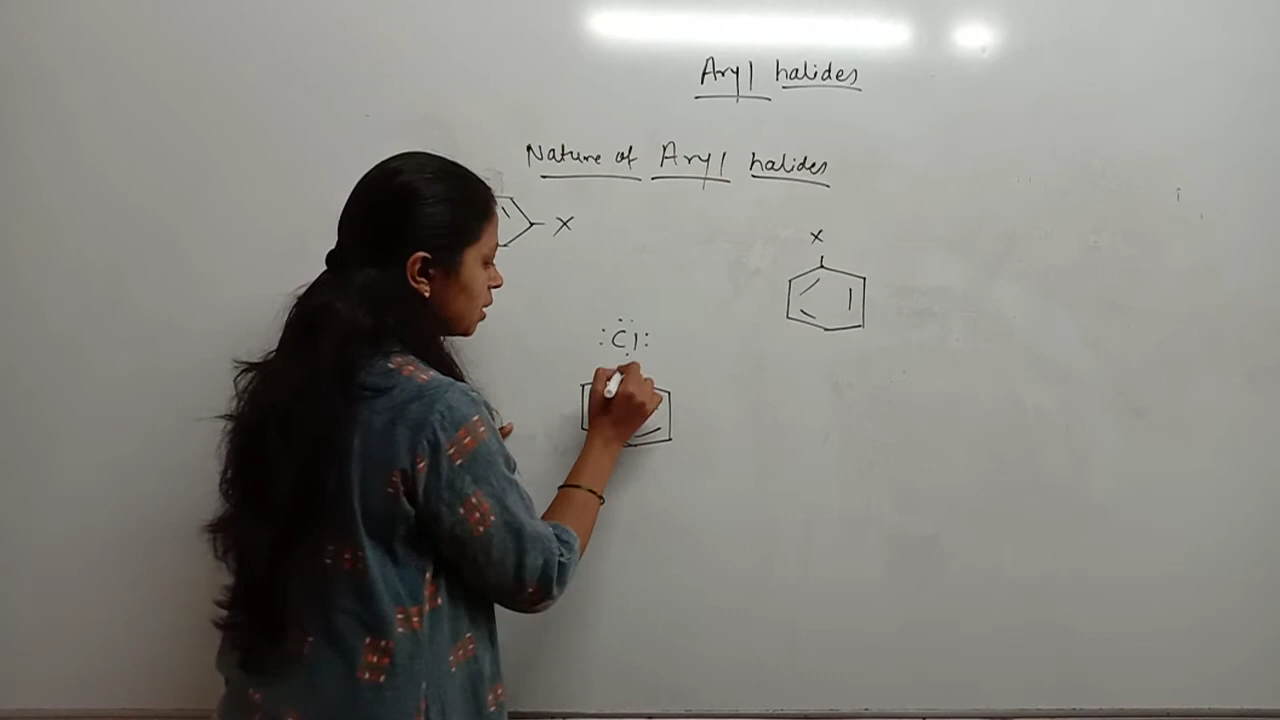 Aryl halides
Nature of Aryl halides
X
X
:Cl: